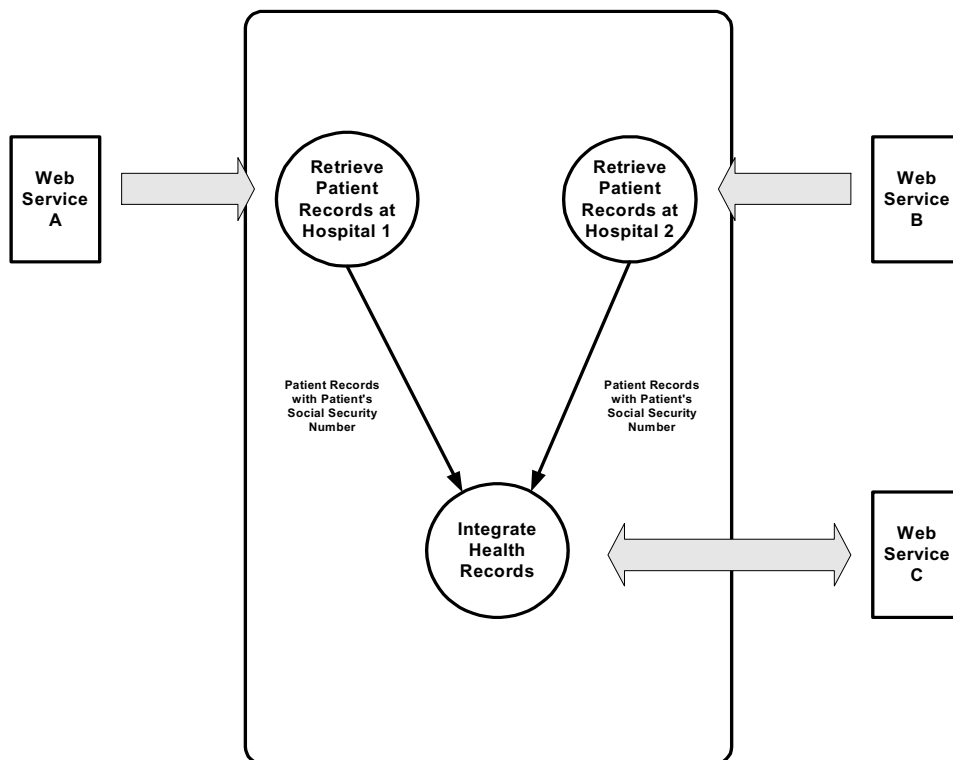 Web
Service
A
Retrieve
Patient
Records at
Hospital 1
Retrieve
Patient
Records at
Hospital 2
Web
Service
B
Patient Records
with Patient's
Social Security
Number
Patient Records
with Patient's
Social Security
Number
Integrate
Health
Records
Web
Service
C